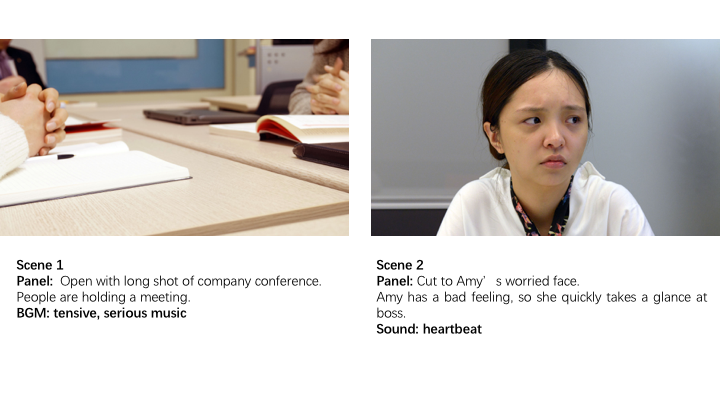 Scene 1
Panel:  Open with long shot of company conference.
People are holding a meeting.
BGM: tensive, serious music
Scene 2
Panel: Cut to Amy’ s worried face.
Amy has a bad feeling, so she quickly takes a glance at
boss.
Sound: heartbeat